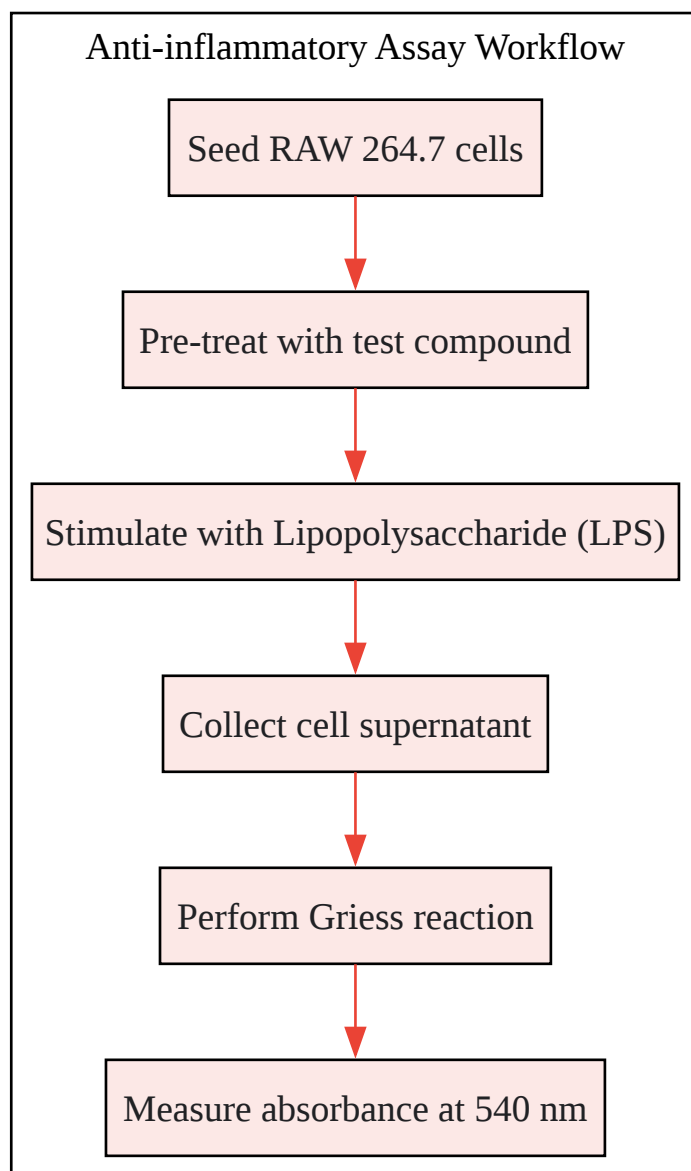 Anti-inflammatory Assay Workflow
Seed RAW 264.7 cells
Pre-treat with test compound
Stimulate with Lipopolysaccharide (LPS)
Collect cell supernatant
Perform Griess reaction
Measure absorbance at 540 nm